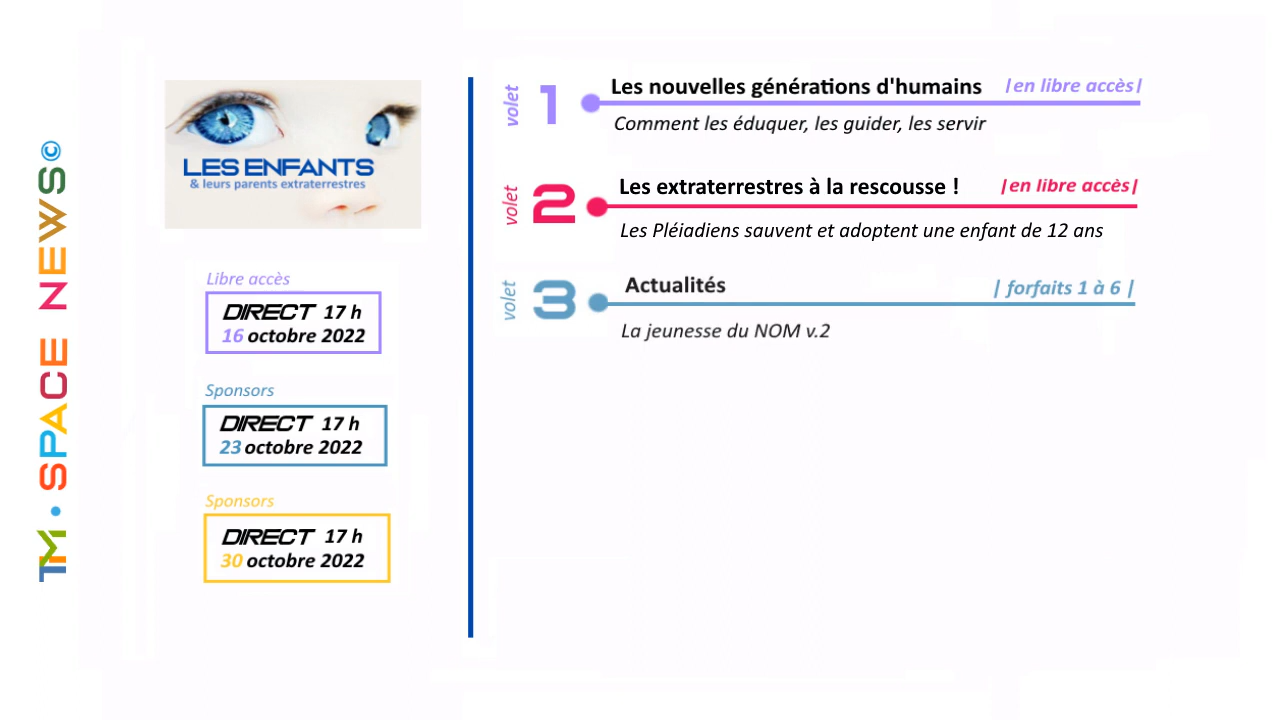 TM • SPACE NEWS©
LES ENFANTS
& leurs parents extraterrestres
Libre accès
DIRECT 17 h
16 octobre 2022
Sponsors
DIRECT 17 h
23 octobre 2022
Sponsors
DIRECT 17 h
30 octobre 2022
volet 1 Les nouvelles générations d'humains |en libre accès|
Comment les éduquer, les guider, les servir
volet 2 Les extraterrestres à la rescousse ! |en libre accès|
Les Pléiadiens sauvent et adoptent une enfant de 12 ans
volet 3 Actualités | forfaits 1 à 6 |
La jeunesse du NOM v.2